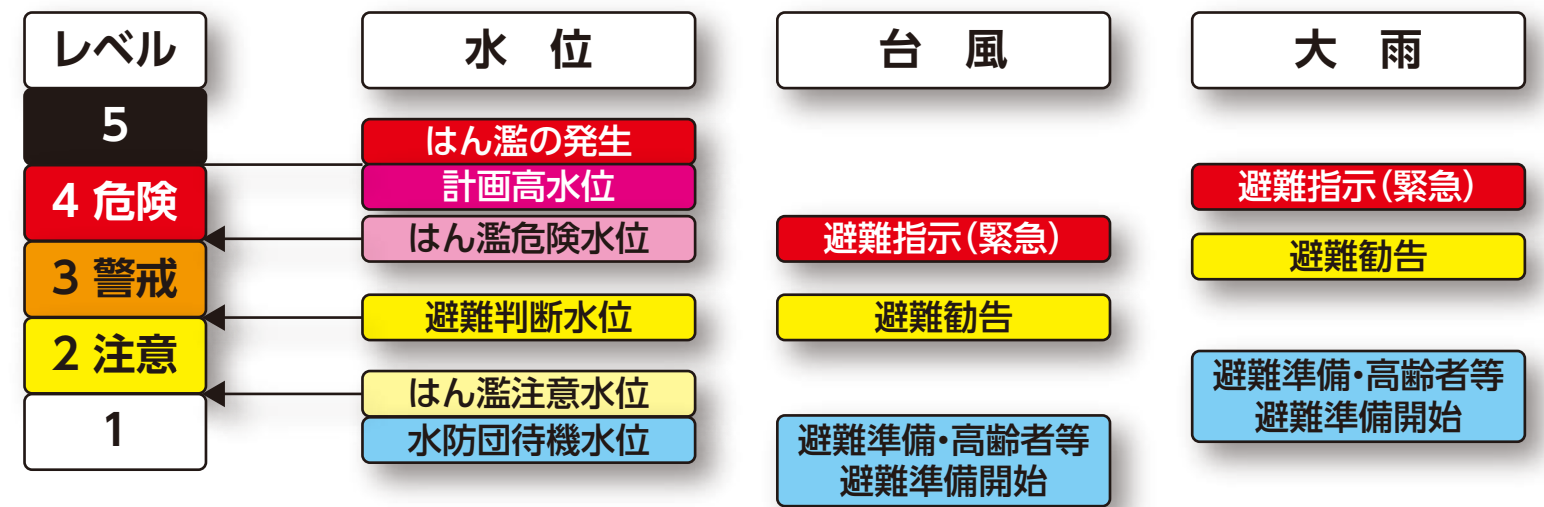 レベル
水 位
台 風
大 雨
5
4 危険
3 警戒
2 注意
1
はん濫の発生
計画高水位
はん濫危険水位
避難判断水位
はん濫注意水位
水防団待機水位
避難指示(緊急)
避難勧告
避難準備・高齢者等
避難準備開始
避難指示(緊急)
避難勧告
避難準備・高齢者等
避難準備開始